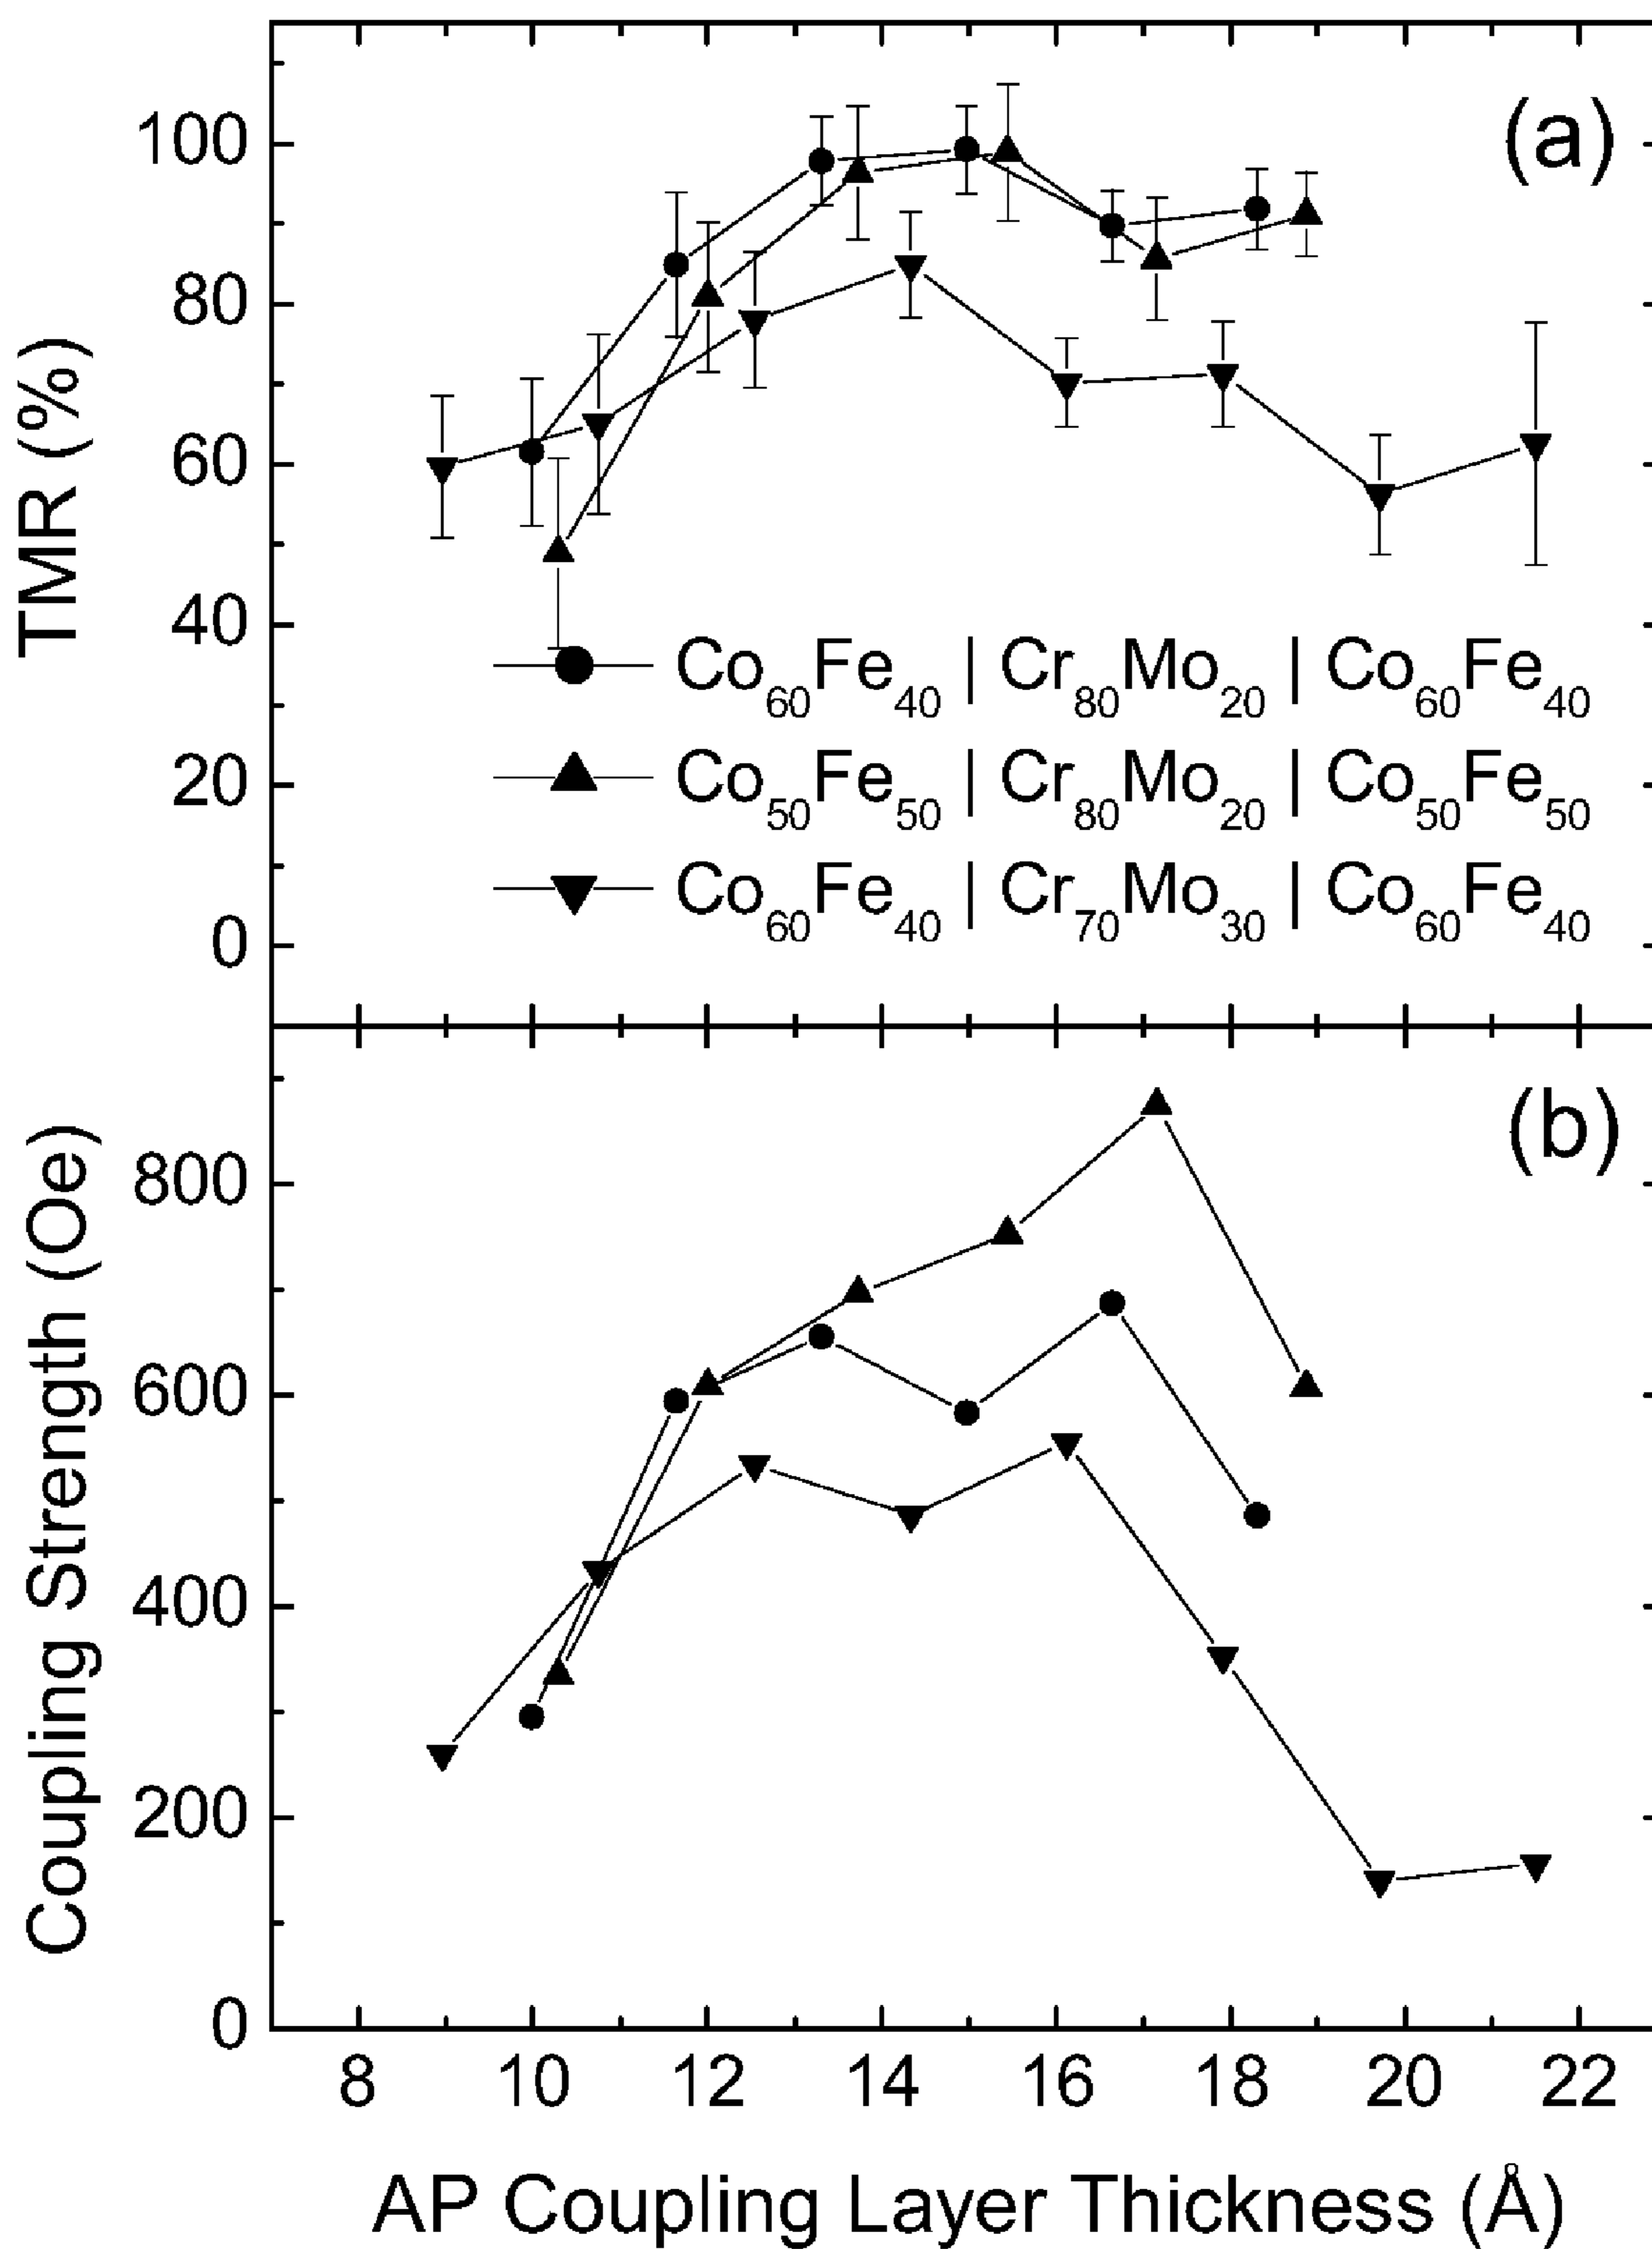 (a)
TMR (%)
100
80
60
40
20
0
Co₆₀Fe₄₀ | Cr₈₀Mo₂₀ | Co₆₀Fe₄₀
Co₅₀Fe₅₀ | Cr₈₀Mo₂₀ | Co₅₀Fe₅₀
Co₆₀Fe₄₀ | Cr₇₀Mo₃₀ | Co₆₀Fe₄₀
(b)
Coupling Strength (Oe)
800
600
400
200
0
8 10 12 14 16 18 20 22
AP Coupling Layer Thickness (Å)